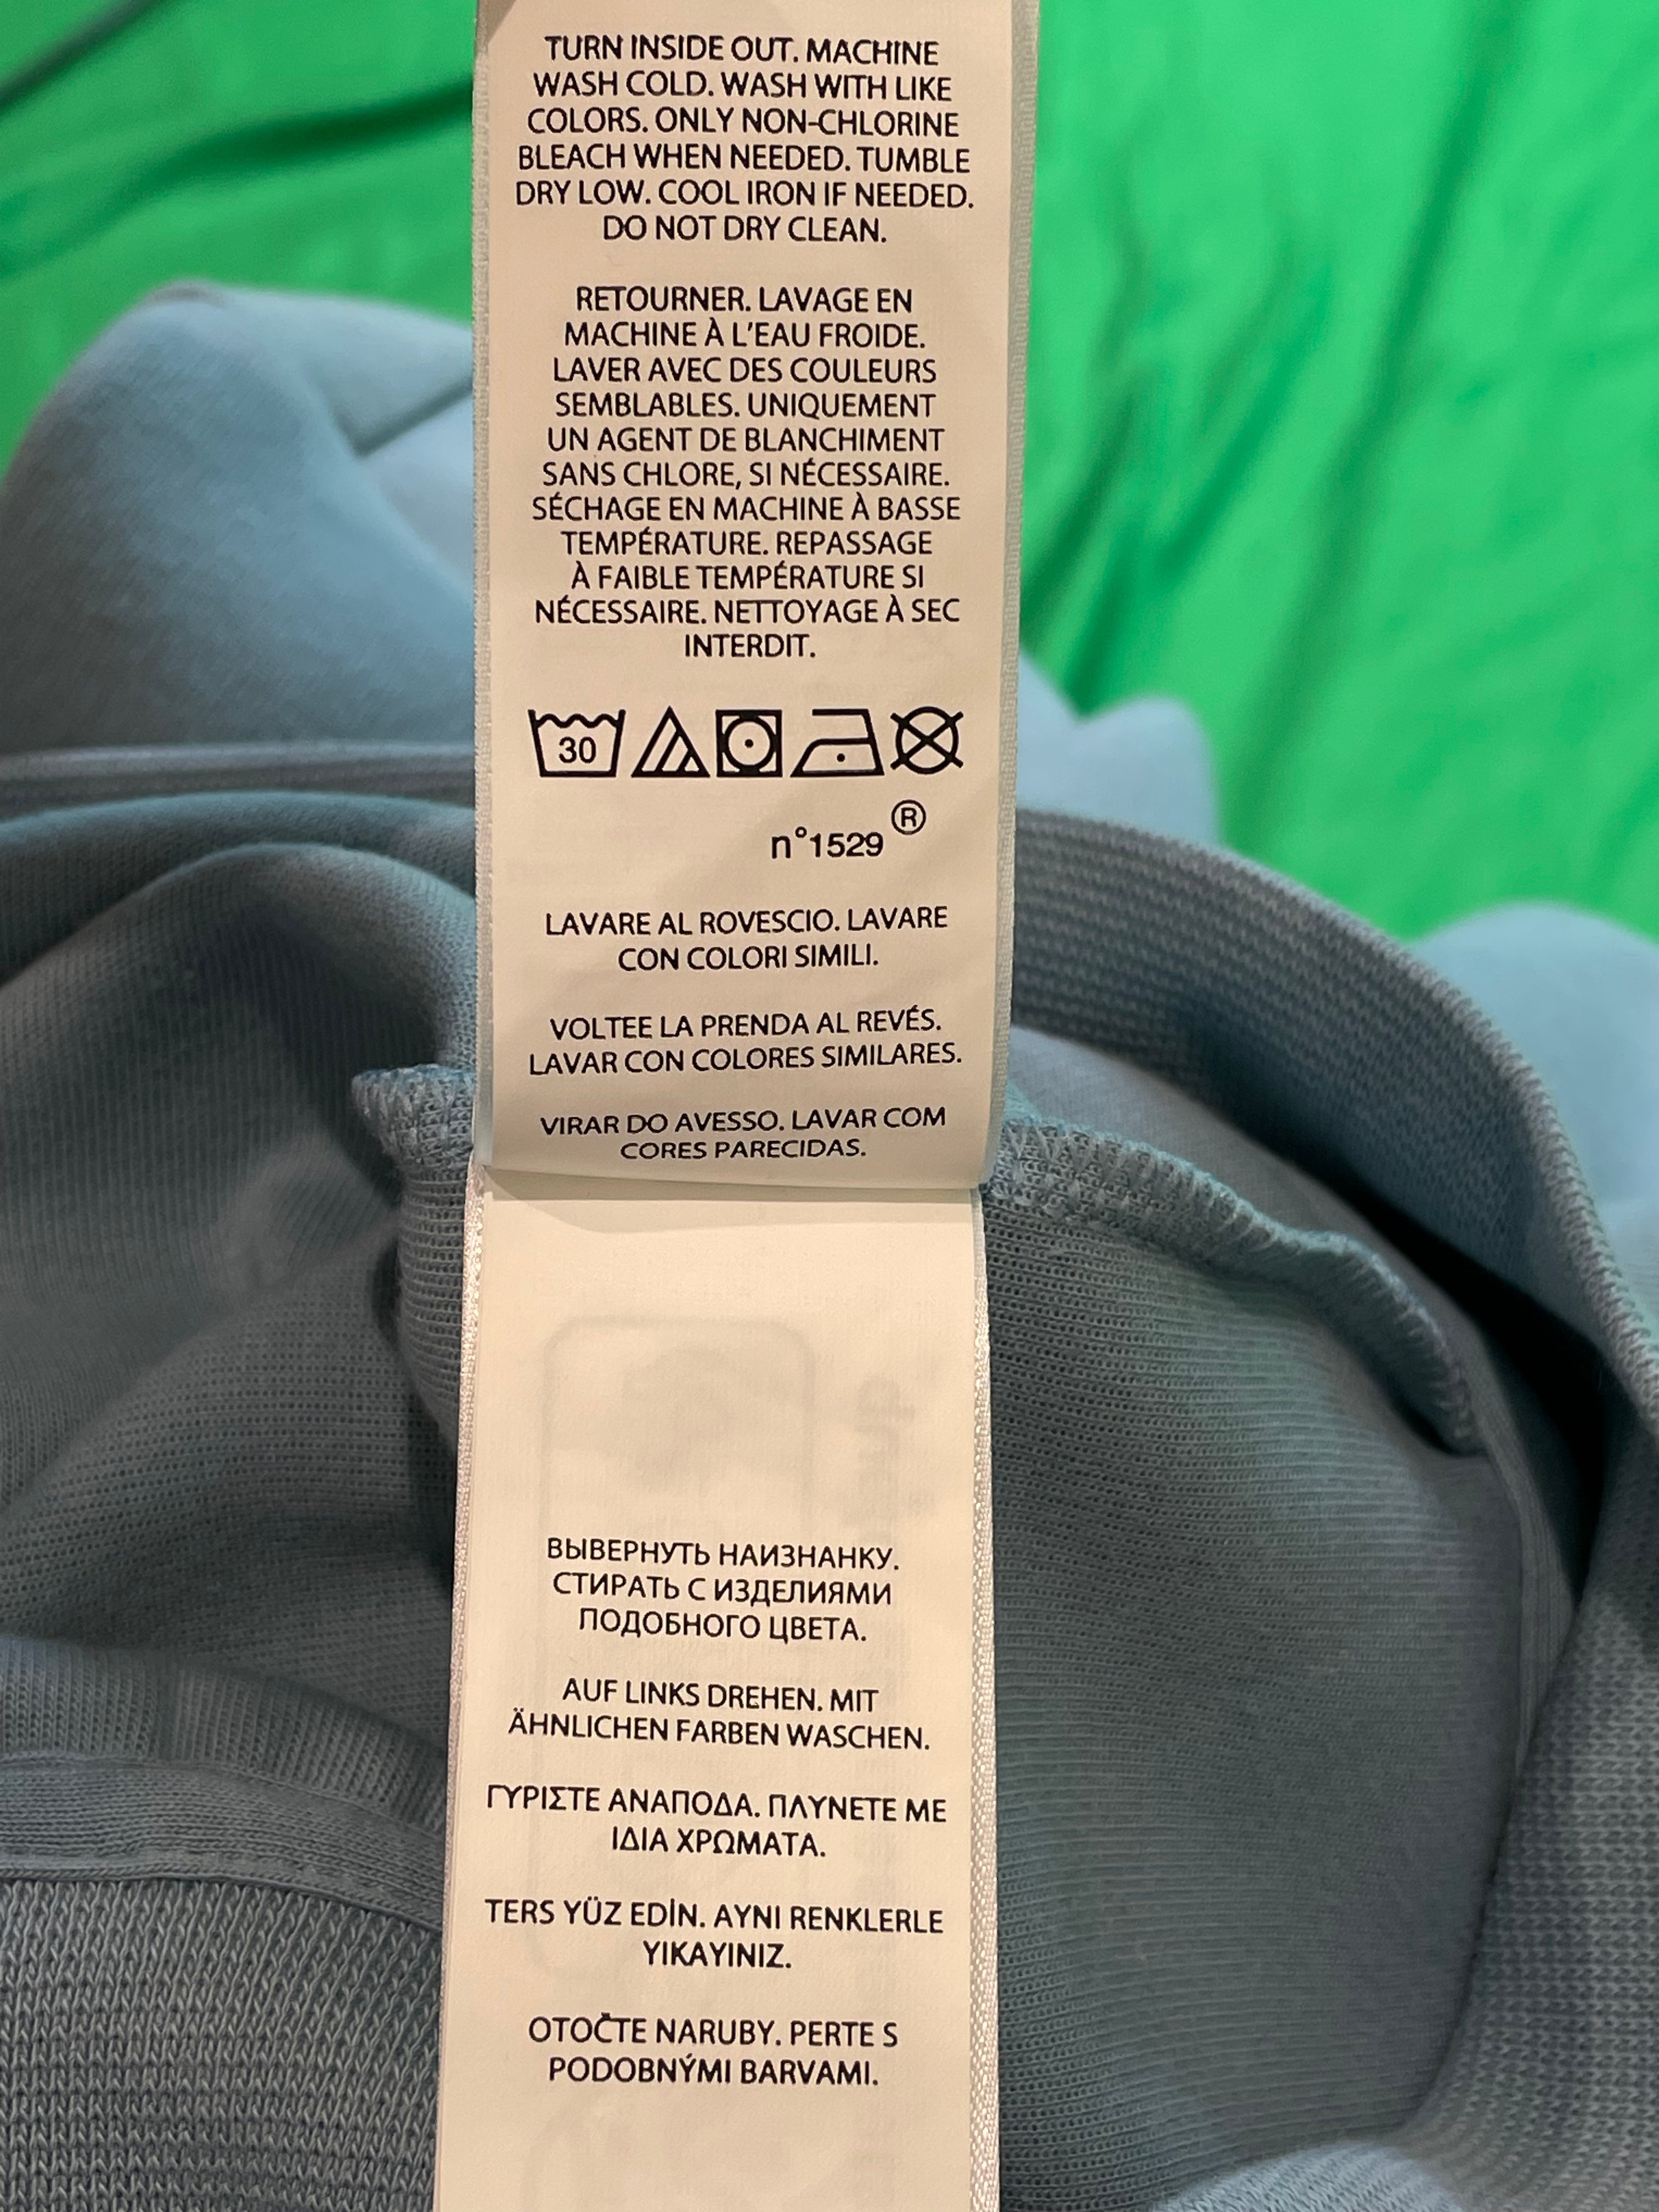 TURN INSIDE OUT. MACHINE
WASH COLD. WASH WITH LIKE
COLORS. ONLY NON-CHLORINE
BLEACH WHEN NEEDED. TUMBLE
DRY LOW. COOL IRON IF NEEDED.
DO NOT DRY CLEAN.
RETOURNER. LAVAGE EN
MACHINE À L'EAU FROIDE.
LAVER AVEC DES COULEURS
SEMBLABLES. UNIQUEMENT
UN AGENT DE BLANCHIMENT
SANS CHLORE, SI NÉCESSAIRE.
SÉCHAGE EN MACHINE À BASSE
TEMPÉRATURE. REPASSAGE
À FAIBLE TEMPÉRATURE SI
NÉCESSAIRE. NETTOYAGE À SEC
INTERDIT.
30
n°1529 ®
LAVARE AL ROVESCIO. LAVARE
CON COLORI SIMILI.
VOLTEE LA PRENDA AL REVÉS.
LAVAR CON COLORES SIMILARES.
VIRAR DO AVESSO. LAVAR COM
CORES PARECIDAS.
ВЫВЕРНУТЬ НАИЗНАНКУ.
СТИРАТЬ С ИЗДЕЛИЯМИ
ПОДОБНОГО ЦВЕТА.
AUF LINKS DREHEN. MIT
ÄHNLICHEN FARBEN WASCHEN.
ΓΥΡΙΣΤΕ ΑΝΑΠΟΔΑ. ΠΛΥΝΕΤΕ ΜΕ
ΙΔΙΑ ΧΡΩΜΑΤΑ.
TERS YÜZ EDİN. AYNI RENKLERLE
YIKAYINIZ.
OTOČTE NARUBY. PERTE S
PODOBNÝMI BARVAMI.